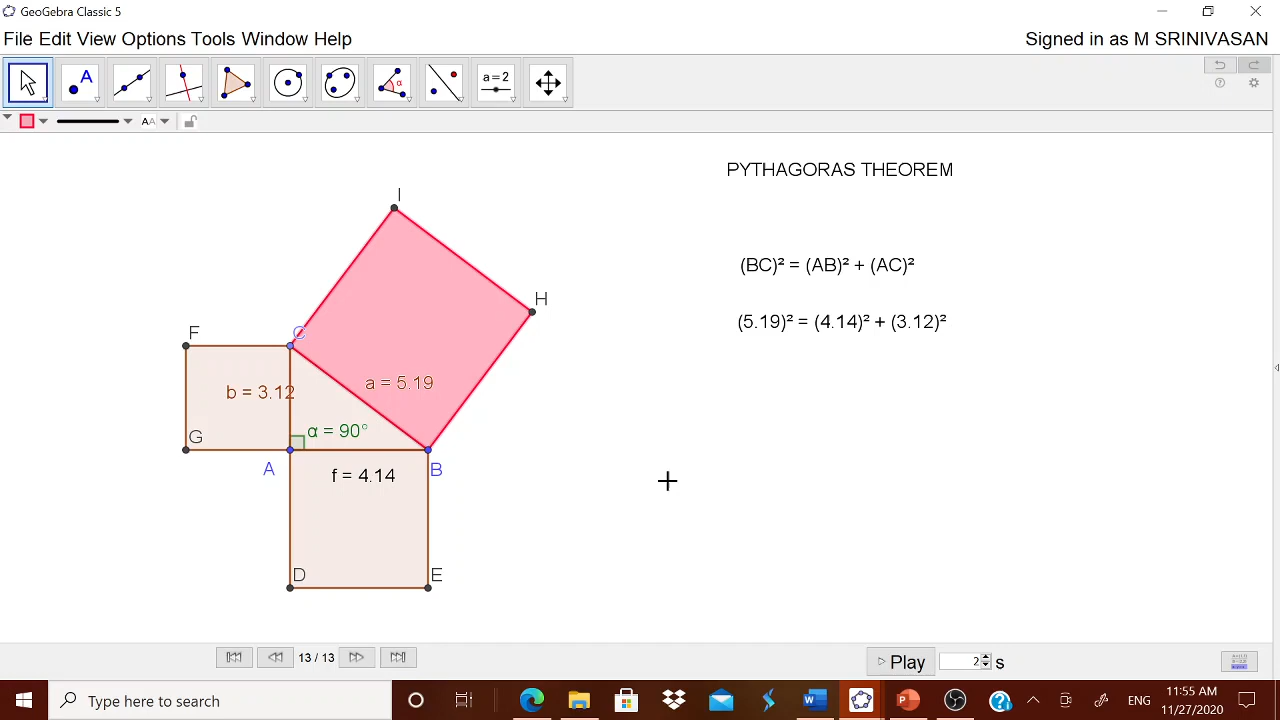 GeoGebra Classic 5
File Edit View Options Tools Window Help
Signed in as M SRINIVASAN
A
α
a=2
AA
PYTHAGORAS THEOREM
I
(BC)² = (AB)² + (AC)²
H
(5.19)² = (4.14)² + (3.12)²
F
C
b = 3.12
a = 5.19
G
α = 90°
A
B
f = 4.14
D
E
13 / 13
Play
2 s
Type here to search
ENG
11:55 AM
11/27/2020